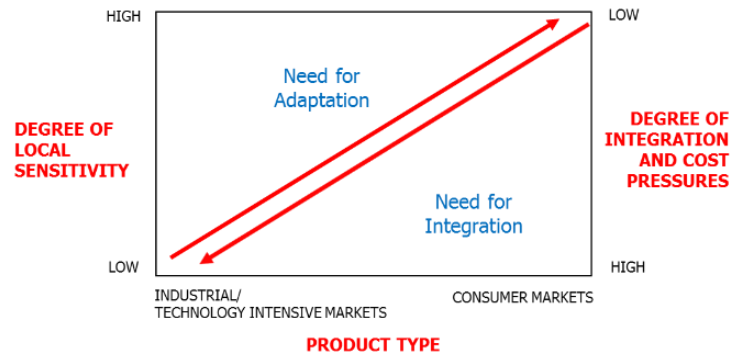 HIGH
LOW
Need for
Adaptation
DEGREE OF
LOCAL
SENSITIVITY
DEGREE OF
INTEGRATION
AND COST
PRESSURES
Need for
Integration
LOW
HIGH
INDUSTRIAL/
TECHNOLOGY INTENSIVE MARKETS
CONSUMER MARKETS
PRODUCT TYPE